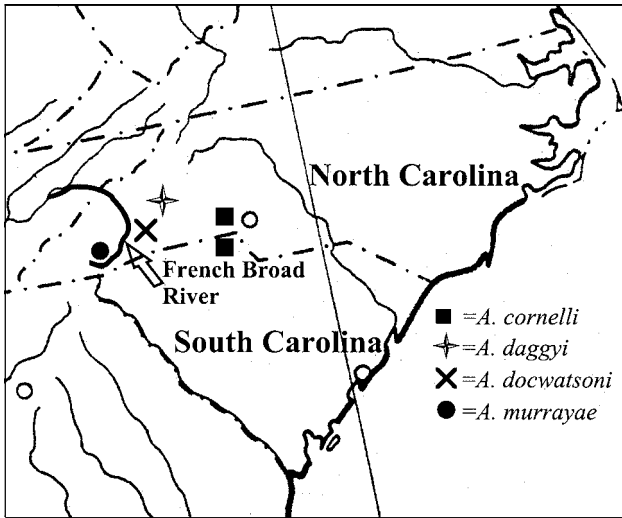 North Carolina
French Broad
River
South Carolina
=A. cornelli
=A. daggyi
=A. docwatsoni
=A. murrayae